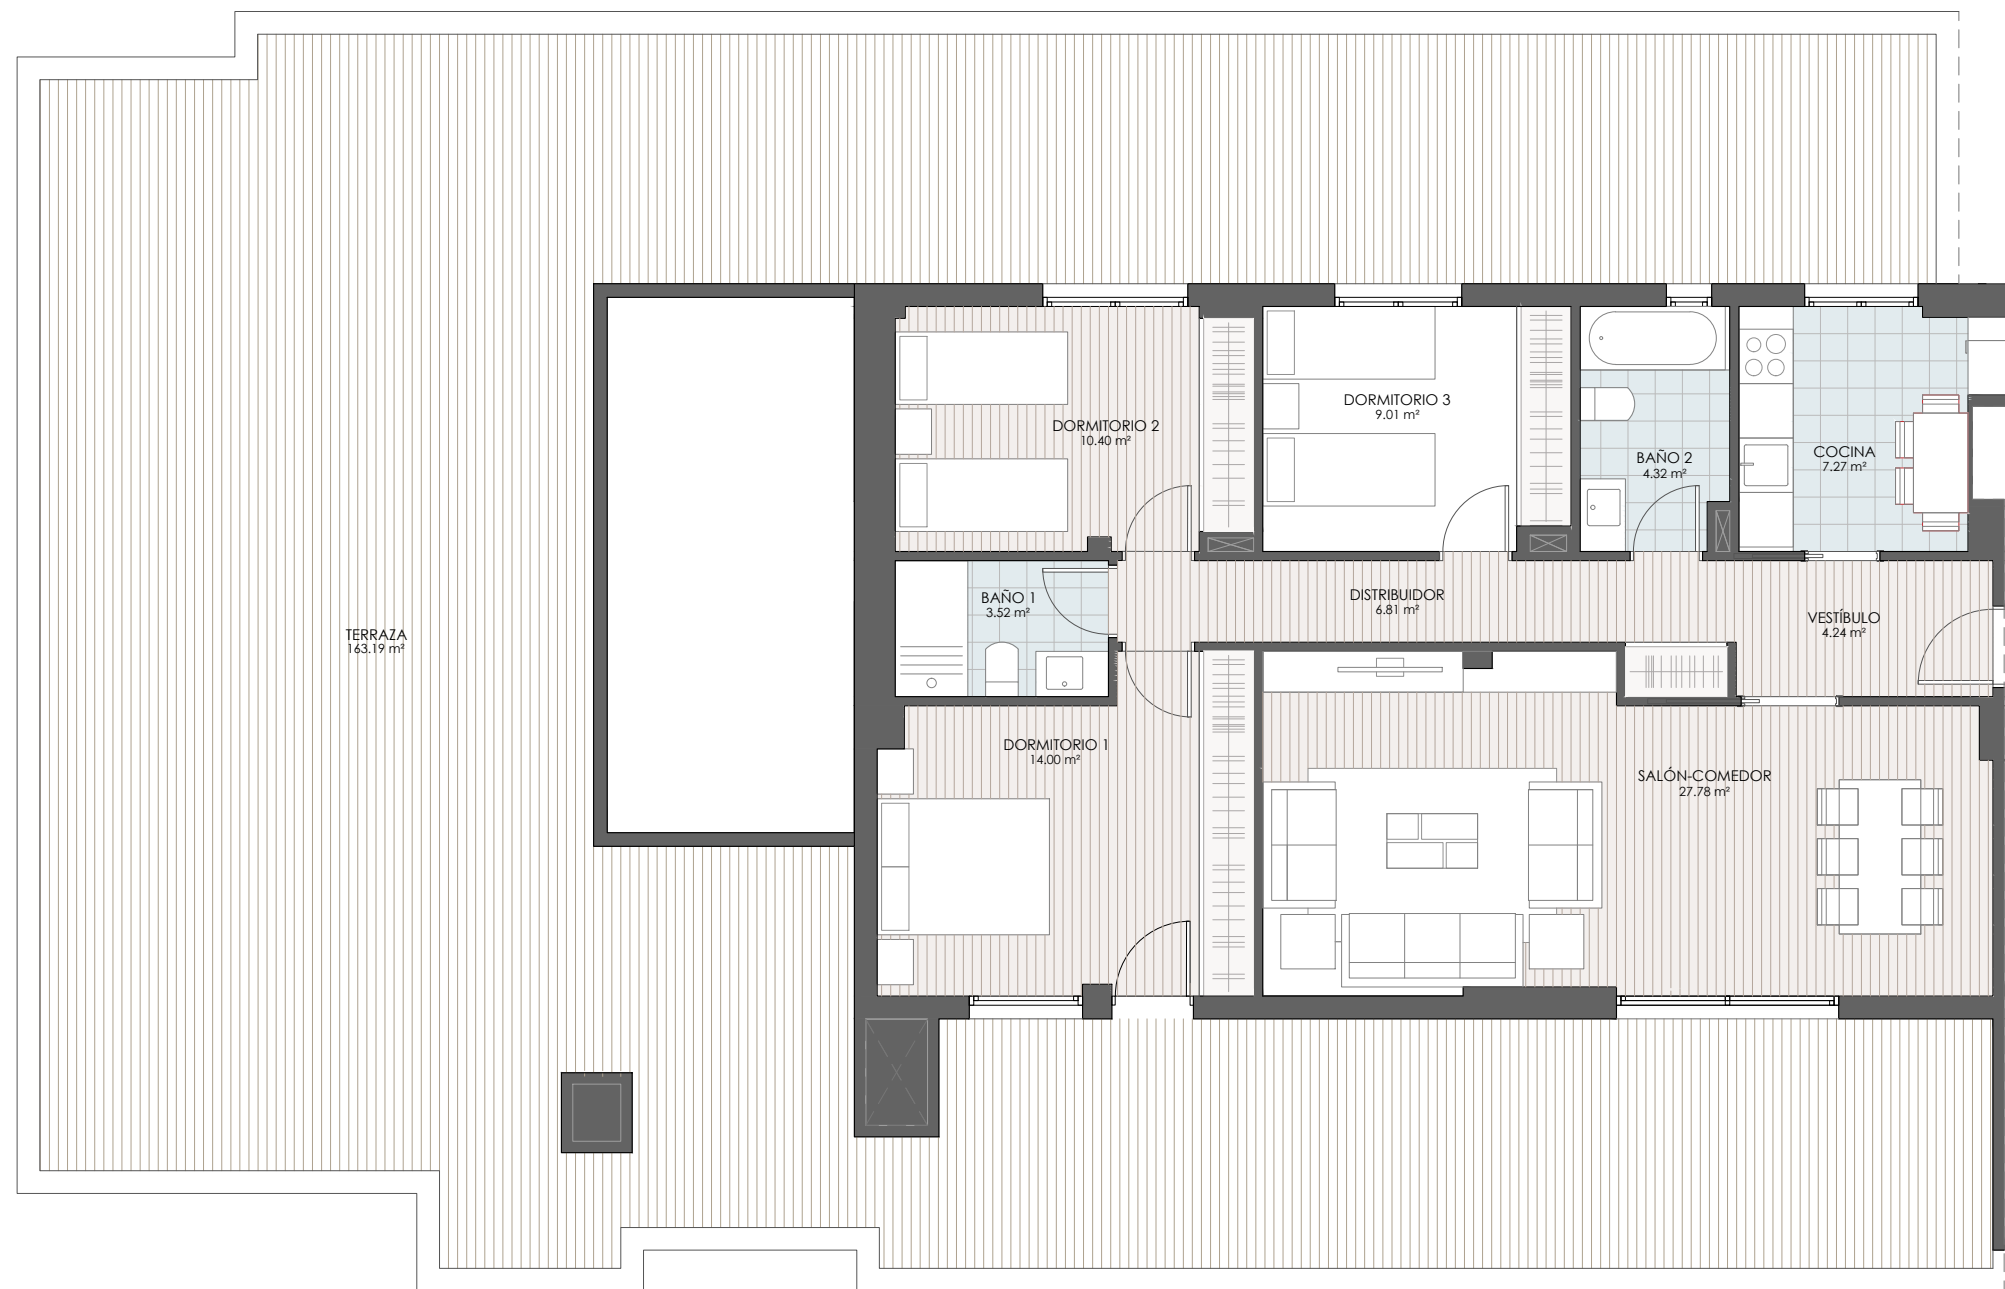 DORMITORIO 3
9.01 m²
DORMITORIO 2
10.40 m²
BAÑO 2
4.32 m²
COCINA
7.27 m²
BAÑO 1
3.52 m²
DISTRIBUIDOR
6.81 m²
VESTÍBULO
4.24 m²
TERRAZA
163.19 m²
DORMITORIO 1
14.00 m²
SALÓN-COMEDOR
27.78 m²